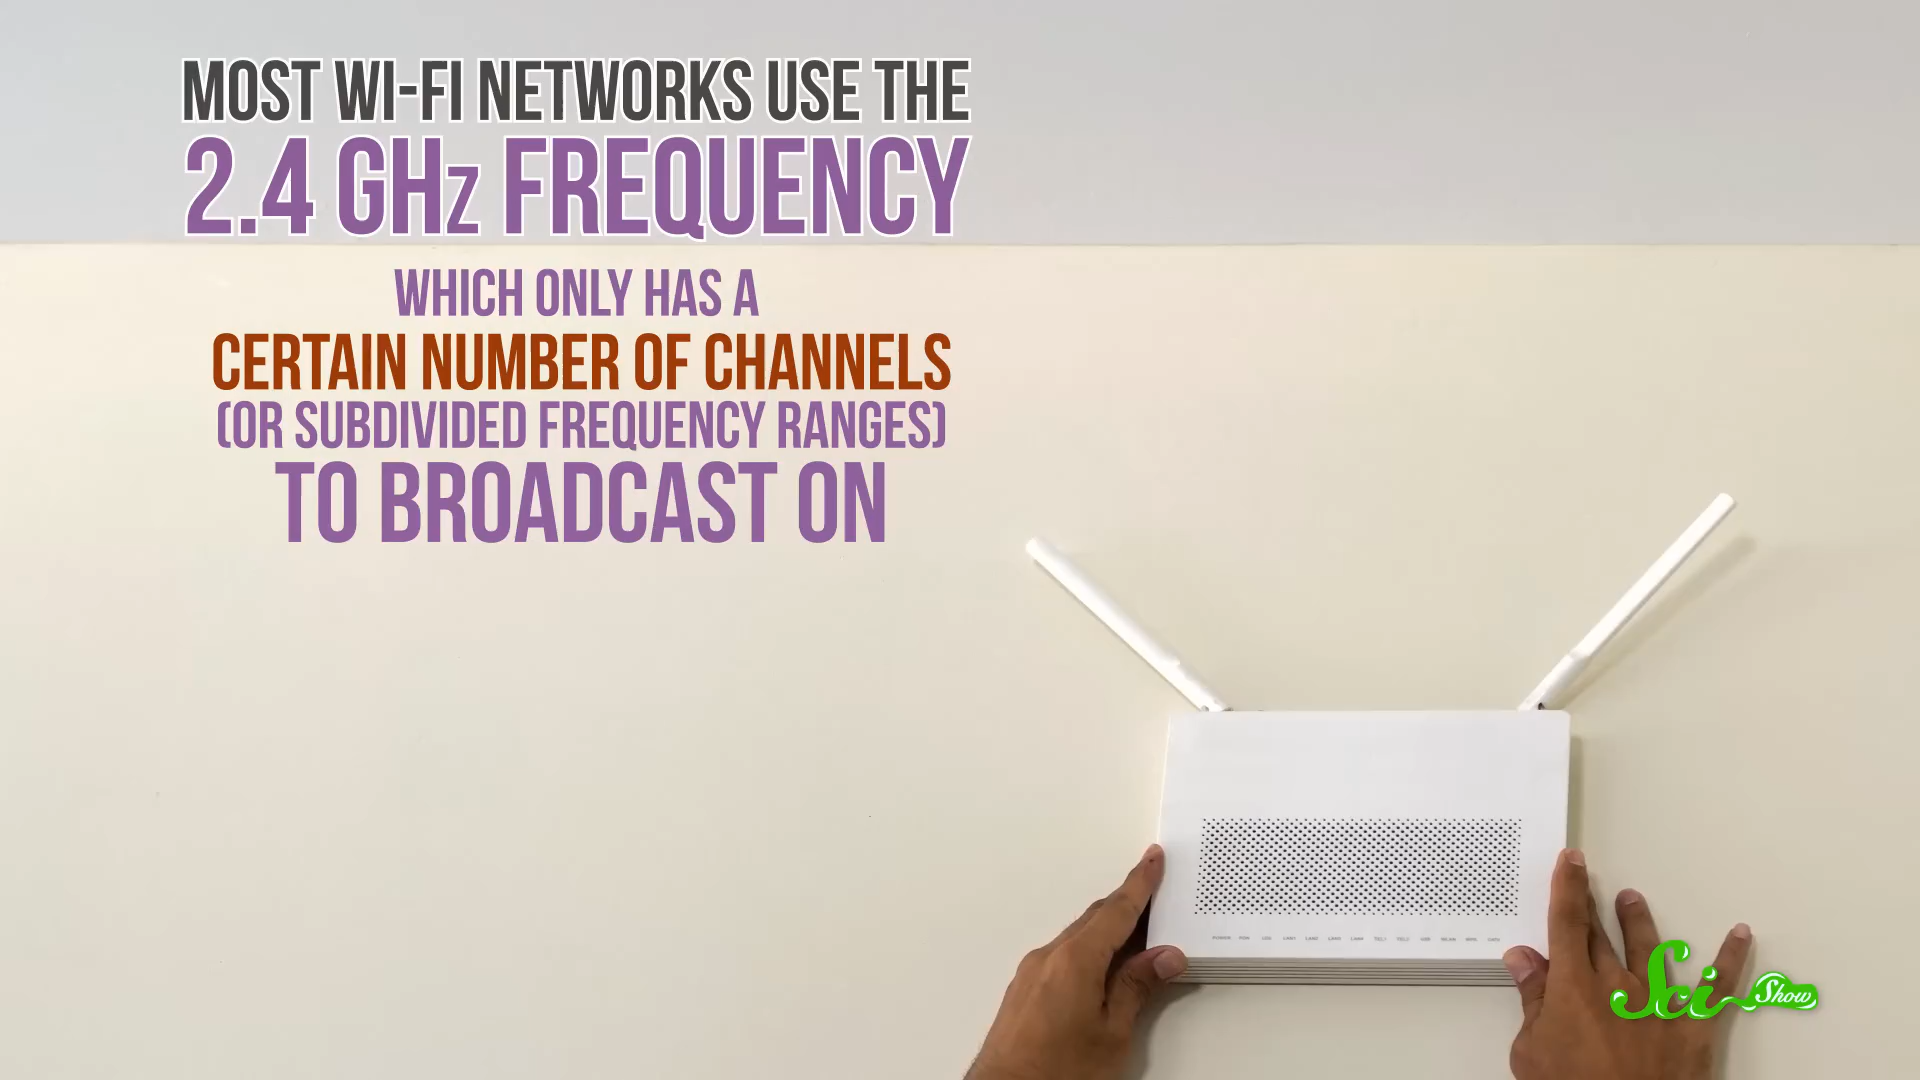 MOST WI-FI NETWORKS USE THE
2.4 GHz FREQUENCY
WHICH ONLY HAS A
CERTAIN NUMBER OF CHANNELS
(OR SUBDIVIDED FREQUENCY RANGES)
TO BROADCAST ON
SciShow